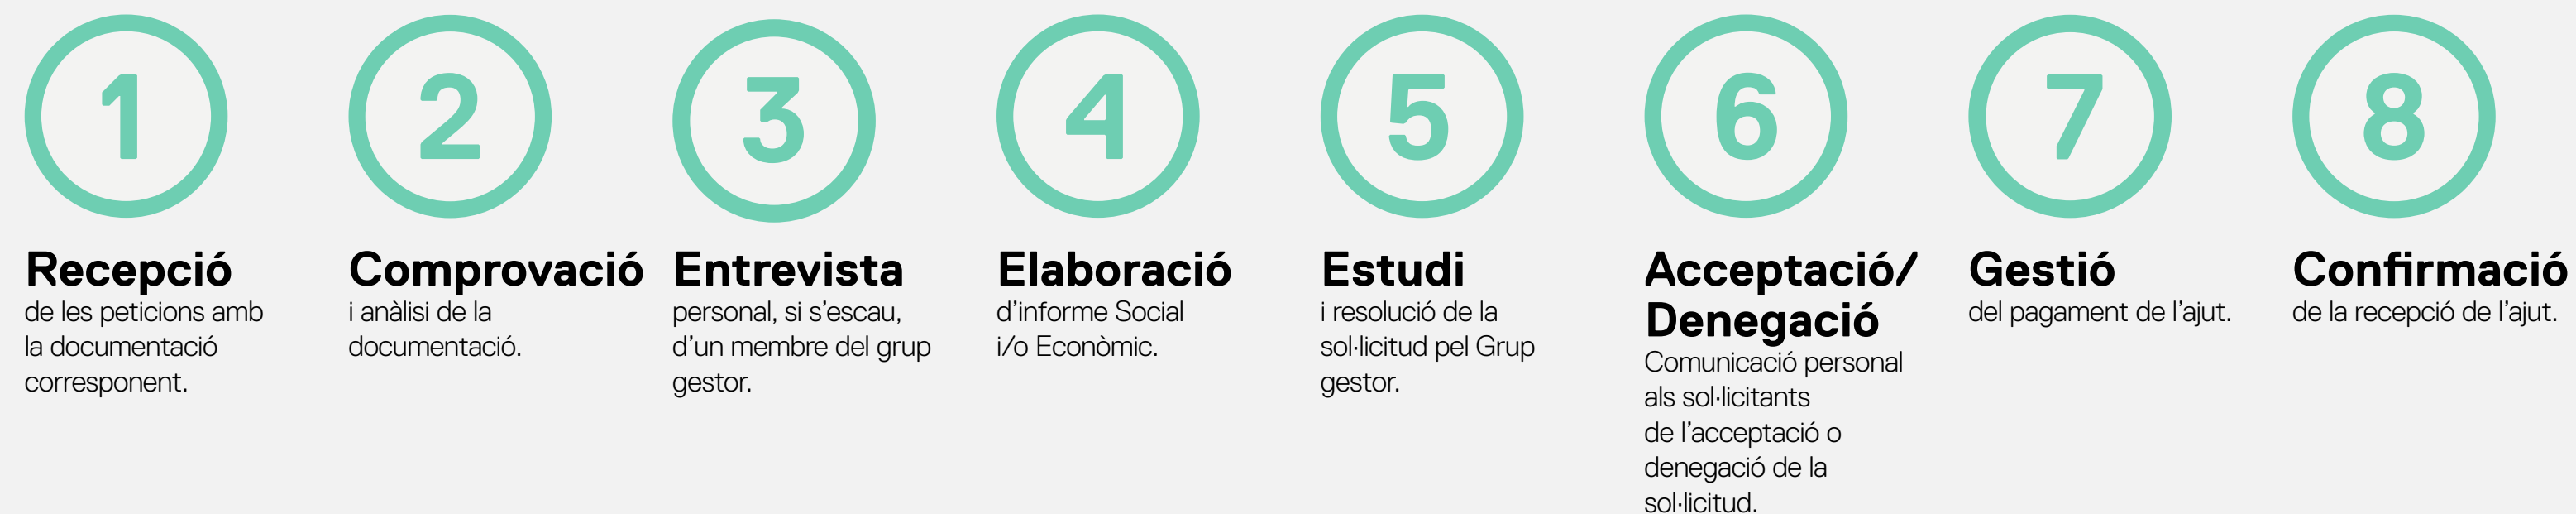 1
Recepció
de les peticions amb
la documentació
corresponent.
2
Comprovació
i anàlisi de la
documentació.
3
Entrevista
personal, si s’escau,
d’un membre del grup
gestor.
4
Elaboració
d’informe Social
i/o Econòmic.
5
Estudi
i resolució de la
sol·licitud pel Grup
gestor.
6
Acceptació/
Denegació
Comunicació personal
als sol·licitants
de l’acceptació o
denegació de la
sol·licitud.
7
Gestió
del pagament de l’ajut.
8
Confirmació
de la recepció de l’ajut.